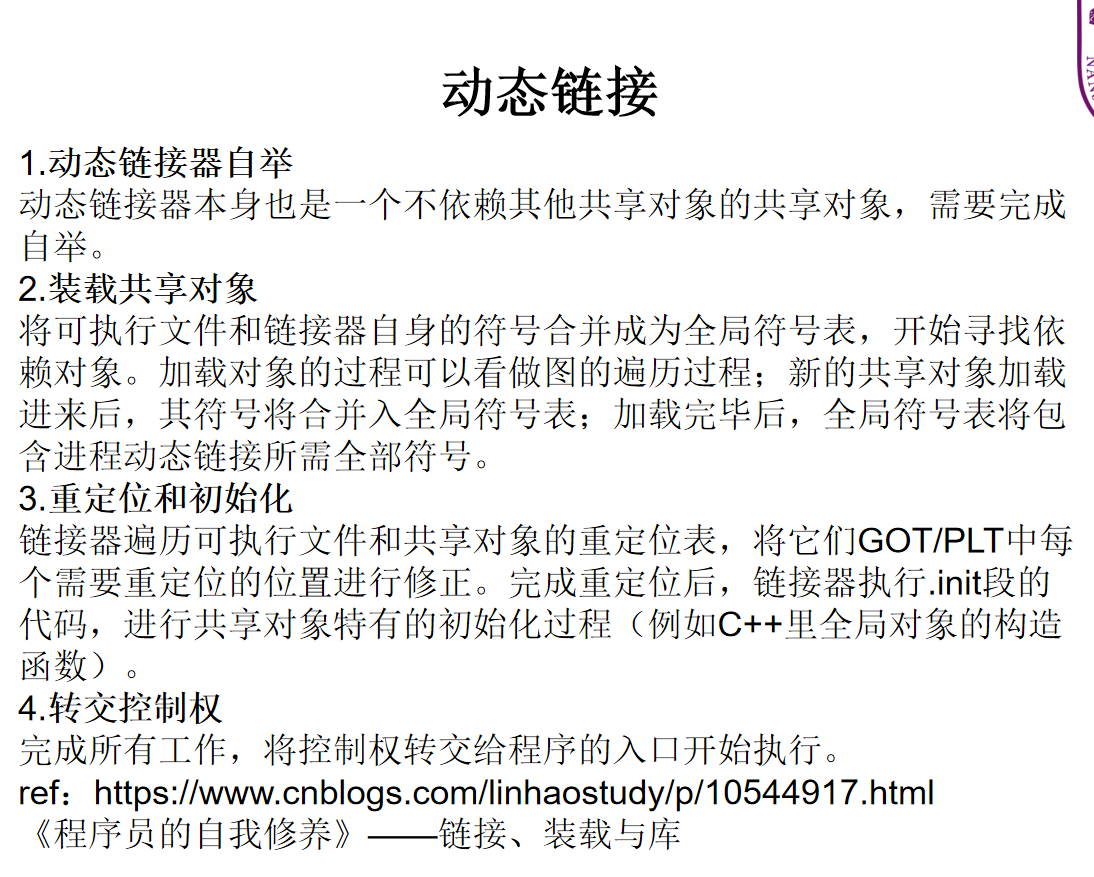 动态链接
1.动态链接器自举
动态链接器本身也是一个不依赖其他共享对象的共享对象，需要完成
自举。
2.装载共享对象
将可执行文件和链接器自身的符号合并成为全局符号表，开始寻找依
赖对象。加载对象的过程可以看做图的遍历过程；新的共享对象加载
进来后，其符号将合并入全局符号表；加载完毕后，全局符号表将包
含进程动态链接所需全部符号。
3.重定位和初始化
链接器遍历可执行文件和共享对象的重定位表，将它们GOT/PLT中每
个需要重定位的位置进行修正。完成重定位后，链接器执行.init段的
代码，进行共享对象特有的初始化过程（例如C++里全局对象的构造
函数）。
4.转交控制权
完成所有工作，将控制权转交给程序的入口开始执行。
ref：https://www.cnblogs.com/linhaostudy/p/10544917.html
《程序员的自我修养》——链接、装载与库